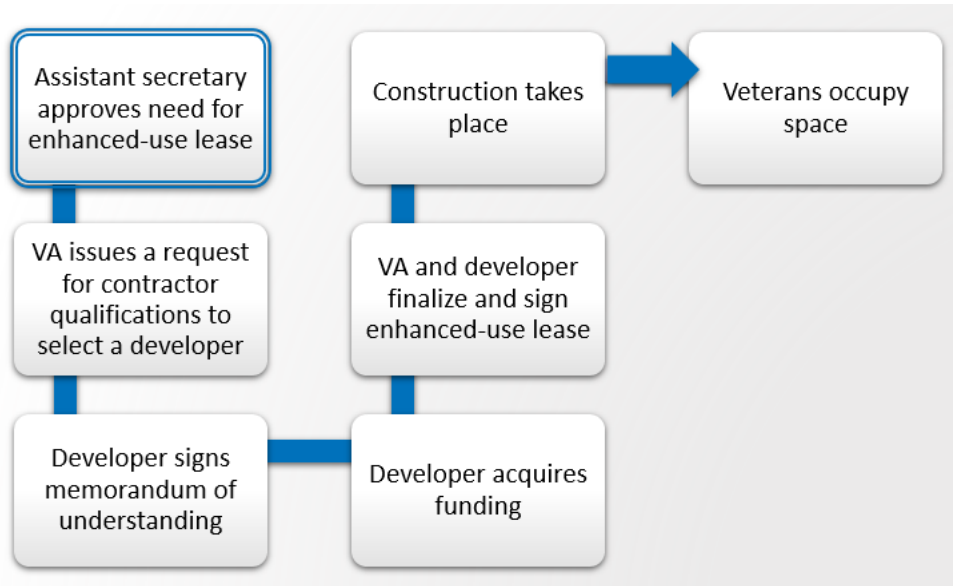 Assistant secretary
approves need for
enhanced-use lease
VA issues a request
for contractor
qualifications to
select a developer
Developer signs
memorandum of
understanding
Developer acquires
funding
VA and developer
finalize and sign
enhanced-use lease
Construction takes
place
Veterans occupy
space